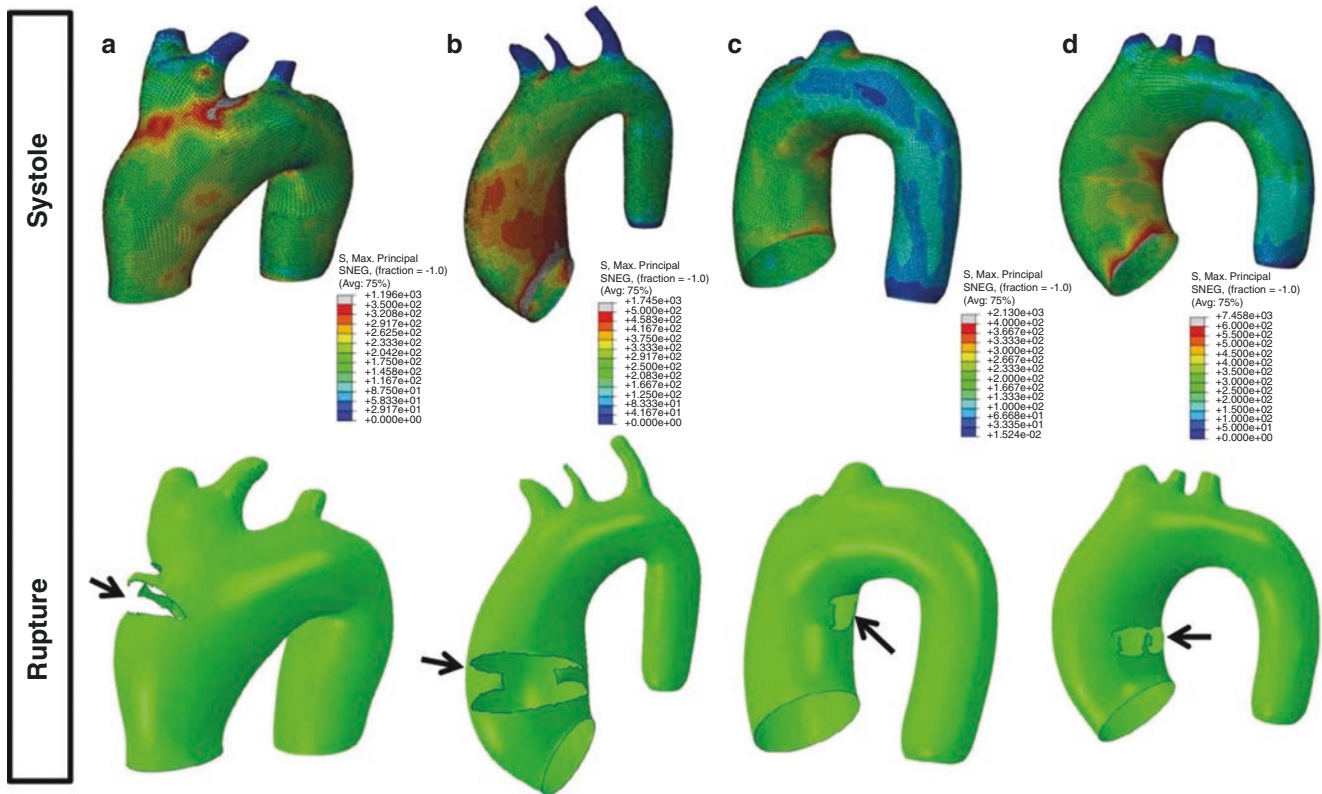 Systole
a
b
c
d
S, Max. Principal
SNEG, (fraction = -1.0)
(Avg: 75%)
+1.196e+03
+3.500e+02
+3.208e+02
+2.917e+02
+2.625e+02
+2.333e+02
+2.042e+02
+1.750e+02
+1.458e+02
+1.167e+02
+8.750e+01
+5.833e+01
+2.917e+01
+0.000e+00
S, Max. Principal
SNEG, (fraction = -1.0)
(Avg: 75%)
+1.745e+03
+5.000e+02
+4.583e+02
+4.167e+02
+3.750e+02
+3.333e+02
+2.917e+02
+2.500e+02
+2.083e+02
+1.667e+02
+1.250e+02
+8.333e+01
+4.167e+01
+0.000e+00
S, Max. Principal
SNEG, (fraction = -1.0)
(Avg: 75%)
+2.130e+03
+4.000e+02
+3.667e+02
+3.333e+02
+3.000e+02
+2.667e+02
+2.333e+02
+2.000e+02
+1.667e+02
+1.333e+02
+1.000e+02
+6.668e+01
+3.335e+01
+1.524e-02
S, Max. Principal
SNEG, (fraction = -1.0)
(Avg: 75%)
+7.458e+03
+6.000e+02
+5.500e+02
+5.000e+02
+4.500e+02
+4.000e+02
+3.500e+02
+3.000e+02
+2.500e+02
+2.000e+02
+1.500e+02
+1.000e+02
+5.000e+01
+0.000e+00
Rupture